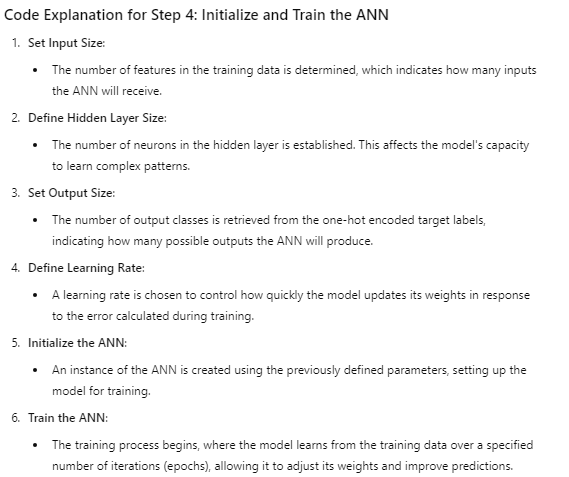 Code Explanation for Step 4: Initialize and Train the ANN
1. Set Input Size:
• The number of features in the training data is determined, which indicates how many inputs
the ANN will receive.
2. Define Hidden Layer Size:
• The number of neurons in the hidden layer is established. This affects the model's capacity
to learn complex patterns.
3. Set Output Size:
• The number of output classes is retrieved from the one-hot encoded target labels,
indicating how many possible outputs the ANN will produce.
4. Define Learning Rate:
• A learning rate is chosen to control how quickly the model updates its weights in response
to the error calculated during training.
5. Initialize the ANN:
• An instance of the ANN is created using the previously defined parameters, setting up the
model for training.
6. Train the ANN:
• The training process begins, where the model learns from the training data over a specified
number of iterations (epochs), allowing it to adjust its weights and improve predictions.